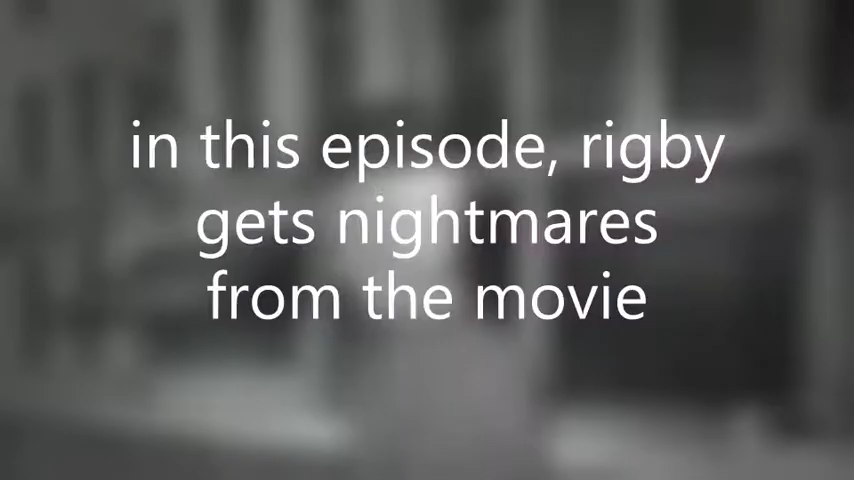 in this episode, rigby
gets nightmares
from the movie